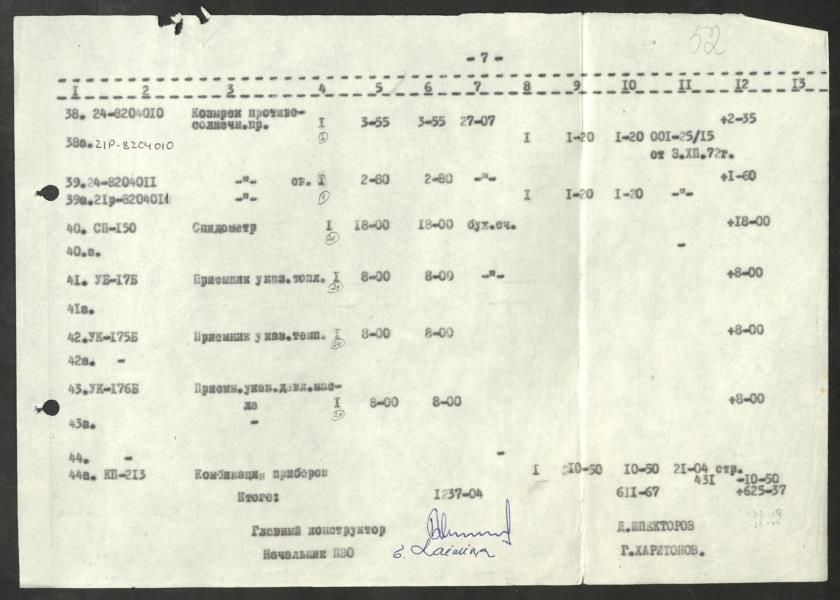 52
- 7 -
1 2 3 4 5 6 7 8 9 10 11 12 13
38. 24-8204010 Козырек противо-
солнечн.пр. I 3-55 3-55 27-07 +2-35
38а.21Р-8204010 I I-20 I-20 001-25/15
от 3.ХП.72г.
39.24-8204011 -"- I 2-80 2-80 -"- +I-60
39а.21р-8204011 -"- I I-20 I-20 -"-
40. СП-150 Спидометр I 18-00 18-00 бух.сч. +18-00
40.а. -
41. УБ-17Б Приемник указ.топл. I 8-00 8-00 -"- +8-00
41а.
42.УК-175Б Приемник указ.темп. I 8-00 8-00 +8-00
42а. -
43.УК-176Б Приемн.указ.давл.мас-
ла I 8-00 8-00 +8-00
43а. -
44. - -
44а. КП-213 Комбинация приборов I 10-50 10-50 21-04 стр.
431 -10-50
Итого: 1237-04 611-67 +625-37
Главный конструктор Д.ШПЕКТОРОВ
Начальник ПЭО Г.ХАРИТОНОВ.